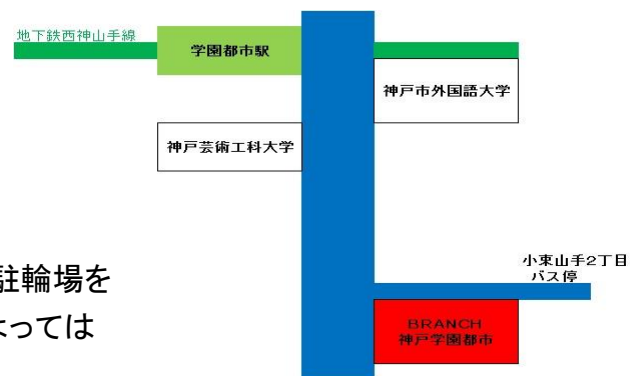 地下鉄西神山手線
学園都市駅
神戸市外国語大学
神戸芸術工科大学
小束山手2丁目
バス停
駐輪場を
よっては
BRANCH
神戸学園都市